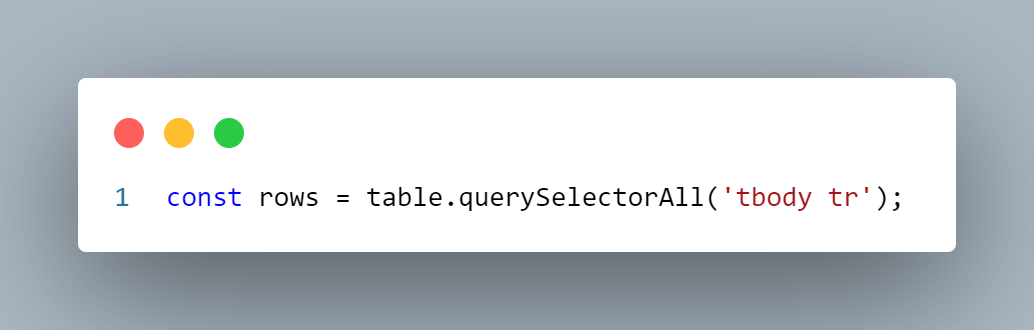 1 const rows = table.querySelectorAll('tbody tr');